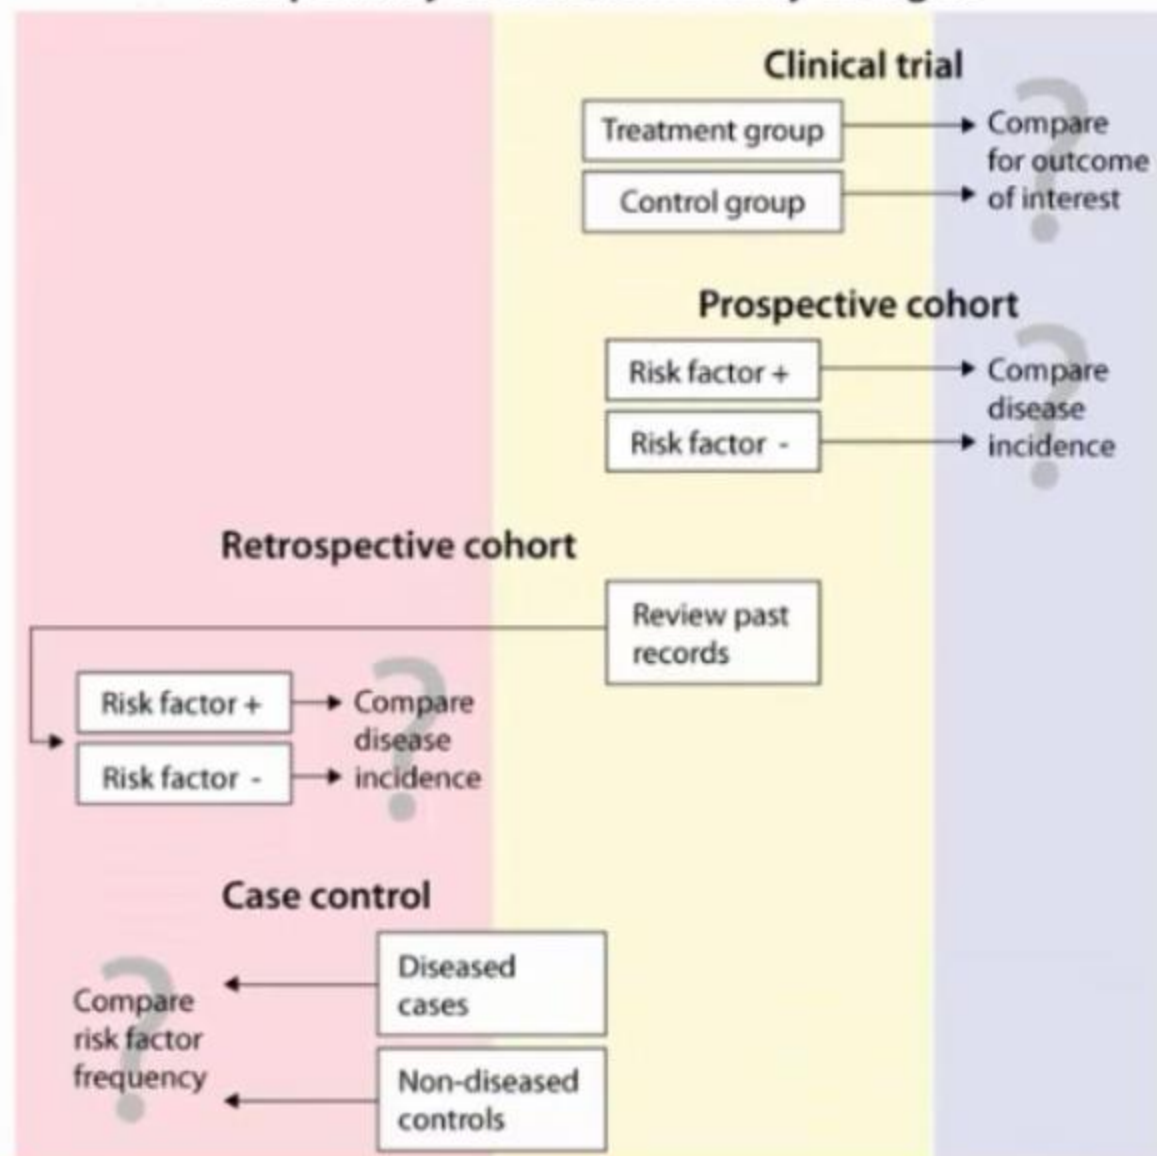 Clinical trial
Treatment group
Control group
Compare
for outcome
of interest
Prospective cohort
Risk factor +
Risk factor -
Compare
disease
incidence
Retrospective cohort
Review past
records
Risk factor +
Risk factor -
Compare
disease
incidence
Case control
Diseased
cases
Non-diseased
controls
Compare
risk factor
frequency
?
?
?
?